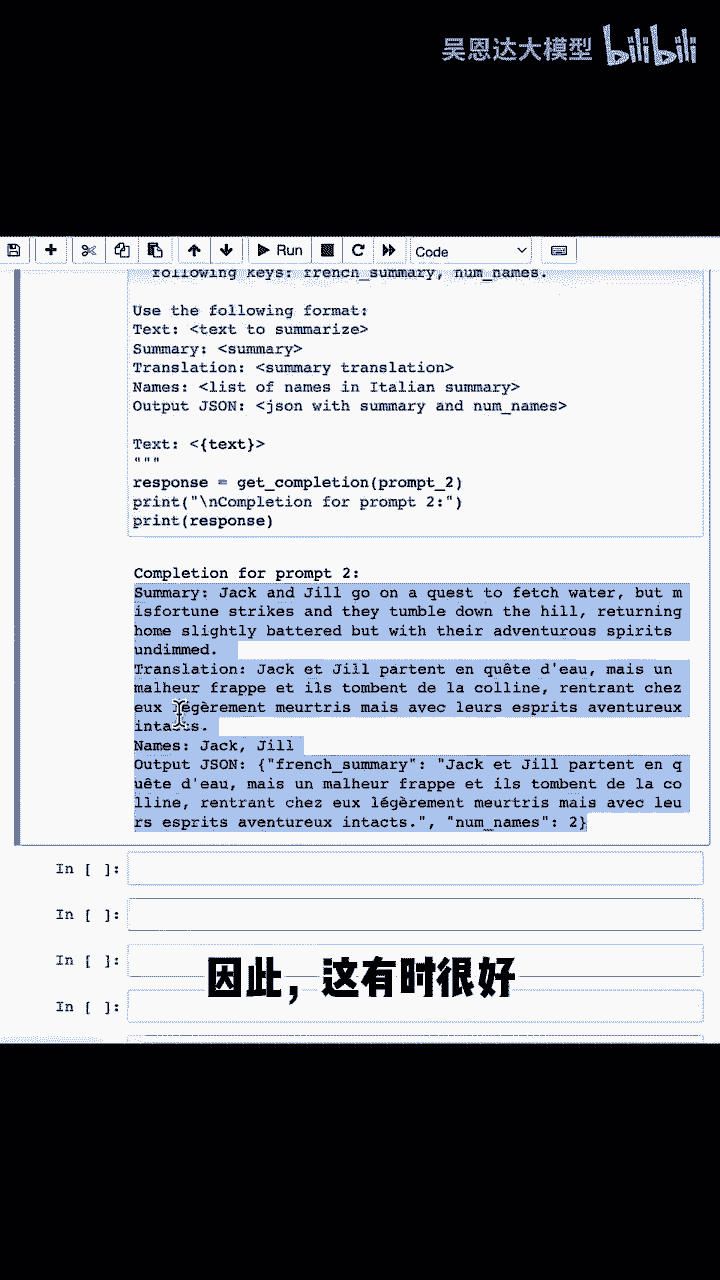 吴恩达大模型 bilibili
Run Code
following keys: french_summary, num_names.
Use the following format:
Text: <text to summarize>
Summary: <summary>
Translation: <summary translation>
Names: <list of names in Italian summary>
Output JSON: <json with summary and num_names>
Text: <{text}>
"""
response = get_completion(prompt_2)
print("\nCompletion for prompt 2:")
print(response)
Completion for prompt 2:
Summary: Jack and Jill go on a quest to fetch water, but m
isfortune strikes and they tumble down the hill, returning
home slightly battered but with their adventurous spirits
undimmed.
Translation: Jack et Jill partent en quête d'eau, mais un
malheur frappe et ils tombent de la colline, rentrant chez
eux légèrement meurtris mais avec leurs esprits aventureux
intacts.
Names: Jack, Jill
Output JSON: {"french_summary": "Jack et Jill partent en q
uête d'eau, mais un malheur frappe et ils tombent de la co
lline, rentrant chez eux légèrement meurtris mais avec leu
rs esprits aventureux intacts.", "num_names": 2}
In [ ]:
In [ ]:
In [ ]:
因此，这有时很好
In [ ]: